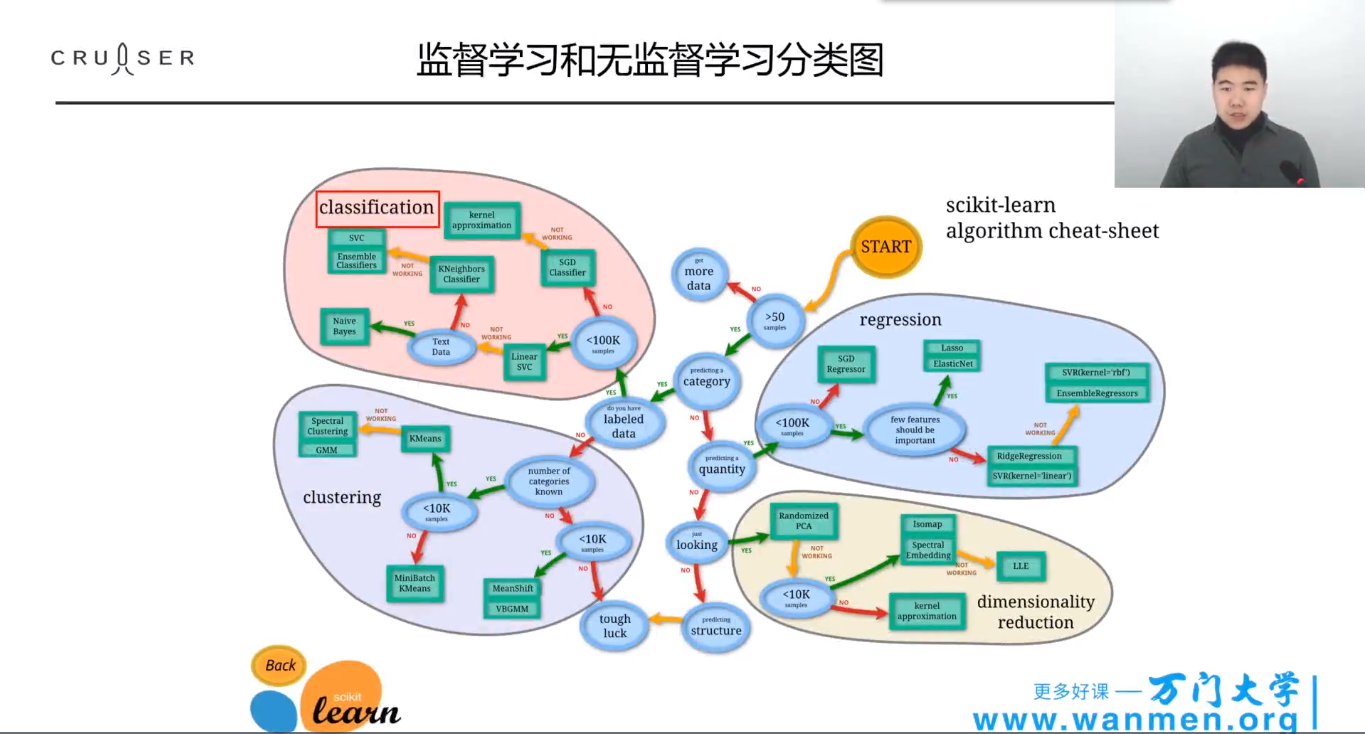 CRUISER
监督学习和无监督学习分类图
scikit-learn
algorithm cheat-sheet
classification
kernel
approximation
NOT
WORKING
SVC
Ensemble
Classifiers
NOT
WORKING
KNeighbors
Classifier
SGD
Classifier
NO
Naive
Bayes
YES
Text
Data
NO
NOT
WORKING
Linear
SVC
YES
<100K
samples
START
get
more
data
NO
>50
samples
YES
predicting a
category
YES
NO
do you have
labeled
data
YES
NO
predicting a
quantity
YES
NO
just
looking
YES
NO
predicting
structure
tough
luck
regression
SGD
Regressor
NO
<100K
samples
YES
Lasso
ElasticNet
YES
few features
should be
important
NO
RidgeRegression
SVR(kernel='linear')
NOT
WORKING
SVR(kernel='rbf')
EnsembleRegressors
clustering
Spectral
Clustering
GMM
NOT
WORKING
KMeans
YES
<10K
samples
NO
MiniBatch
KMeans
YES
number of
categories
known
NO
<10K
samples
YES
NO
MeanShift
VBGMM
dimensionality
reduction
Randomized
PCA
NOT
WORKING
<10K
samples
YES
NO
Isomap
Spectral
Embedding
NOT
WORKING
LLE
kernel
approximation
Back
scikit
learn
更多好课 — 万门大学
www.wanmen.org